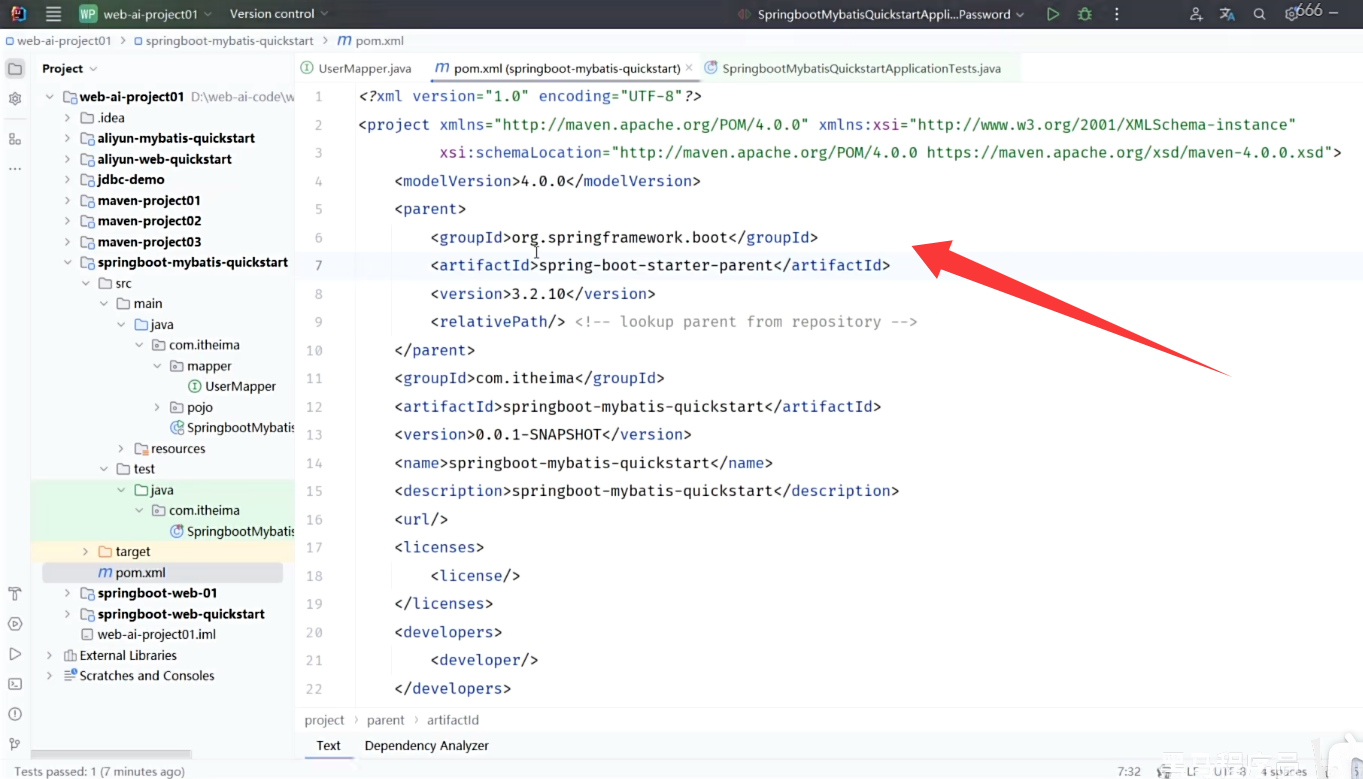 WP web-ai-project01 Version control SpringbootMybatisQuickstartAppli...Password 666
web-ai-project01 springboot-mybatis-quickstart m pom.xml
Project
UserMapper.java pom.xml (springboot-mybatis-quickstart) SpringbootMybatisQuickstartApplicationTests.java
web-ai-project01 D:\web-ai-code\w
.idea
aliyun-mybatis-quickstart
aliyun-web-quickstart
jdbc-demo
maven-project01
maven-project02
maven-project03
springboot-mybatis-quickstart
src
main
java
com.itheima
mapper
UserMapper
pojo
SpringbootMybatis
resources
test
java
com.itheima
SpringbootMybatis
target
m pom.xml
springboot-web-01
springboot-web-quickstart
web-ai-project01.iml
External Libraries
Scratches and Consoles
1 <?xml version="1.0" encoding="UTF-8"?>
2 <project xmlns="http://maven.apache.org/POM/4.0.0" xmlns:xsi="http://www.w3.org/2001/XMLSchema-instance"
3 xsi:schemaLocation="http://maven.apache.org/POM/4.0.0 https://maven.apache.org/xsd/maven-4.0.0.xsd">
4 <modelVersion>4.0.0</modelVersion>
5 <parent>
6 <groupId>org.springframework.boot</groupId>
7 <artifactId>spring-boot-starter-parent</artifactId>
8 <version>3.2.10</version>
9 <relativePath/> <!-- lookup parent from repository -->
10 </parent>
11 <groupId>com.itheima</groupId>
12 <artifactId>springboot-mybatis-quickstart</artifactId>
13 <version>0.0.1-SNAPSHOT</version>
14 <name>springboot-mybatis-quickstart</name>
15 <description>springboot-mybatis-quickstart</description>
16 <url/>
17 <licenses>
18 <license/>
19 </licenses>
20 <developers>
21 <developer/>
22 </developers>
project parent artifactId
Text Dependency Analyzer
Tests passed: 1 (7 minutes ago) 7:32 LF UTF-8 4 spaces